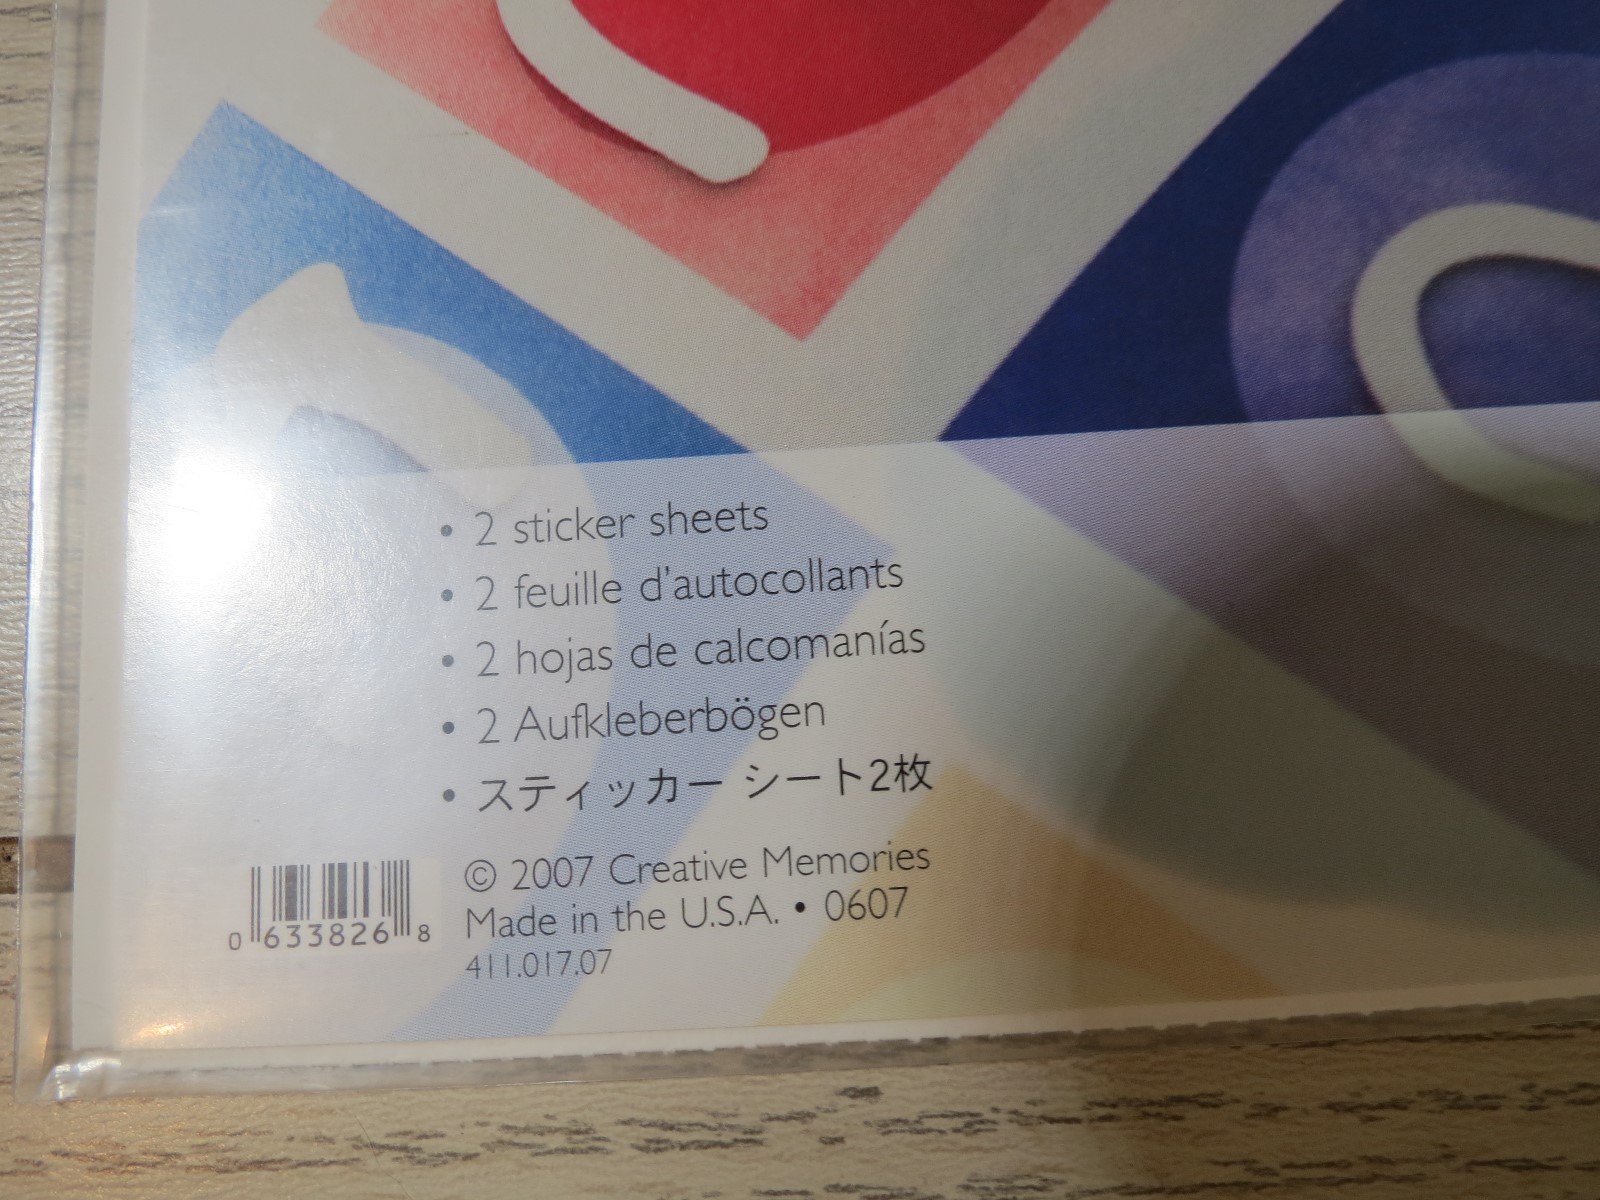 • 2 sticker sheets
• 2 feuille d'autocollants
• 2 hojas de calcomanías
• 2 Aufkleberbögen
• スティッカー シート2枚
© 2007 Creative Memories
Made in the U.S.A. • 0607
411.017.07
0 633826 8